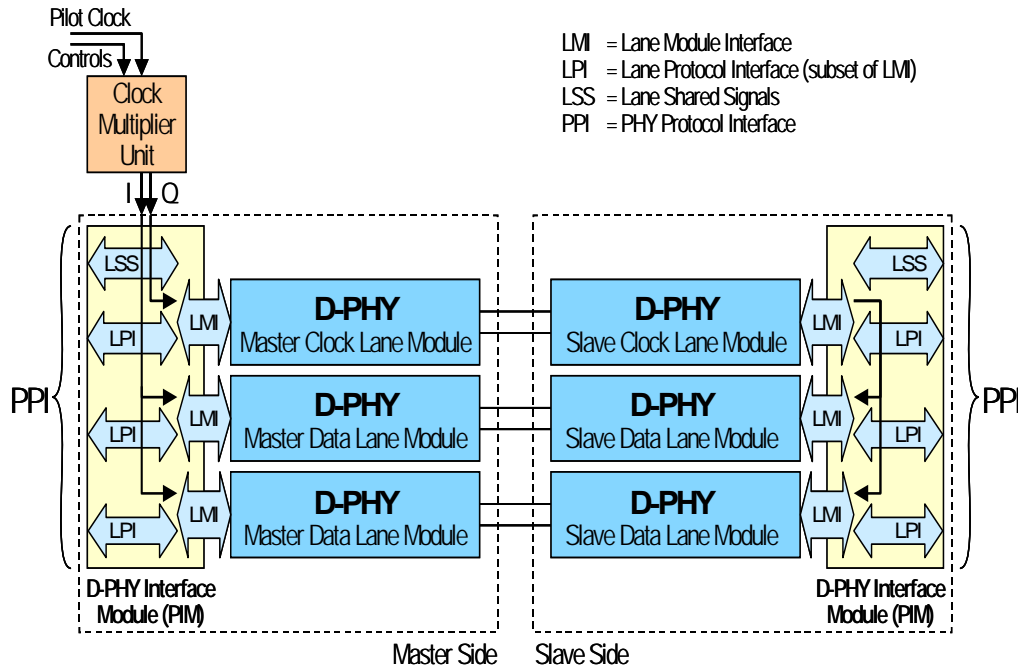 Pilot Clock
Controls
Clock
Multiplier
Unit
I Q
LMI = Lane Module Interface
LPI = Lane Protocol Interface (subset of LMI)
LSS = Lane Shared Signals
PPI = PHY Protocol Interface
LSS
LSS
D-PHY
Master Clock Lane Module
D-PHY
Slave Clock Lane Module
LMI
LMI
LPI
LPI
PPI
PPI
D-PHY
Master Data Lane Module
D-PHY
Slave Data Lane Module
LMI
LMI
LPI
LPI
D-PHY
Master Data Lane Module
D-PHY
Slave Data Lane Module
LMI
LMI
LPI
LPI
D-PHY Interface
Module (PIM)
D-PHY Interface
Module (PIM)
Master Side
Slave Side